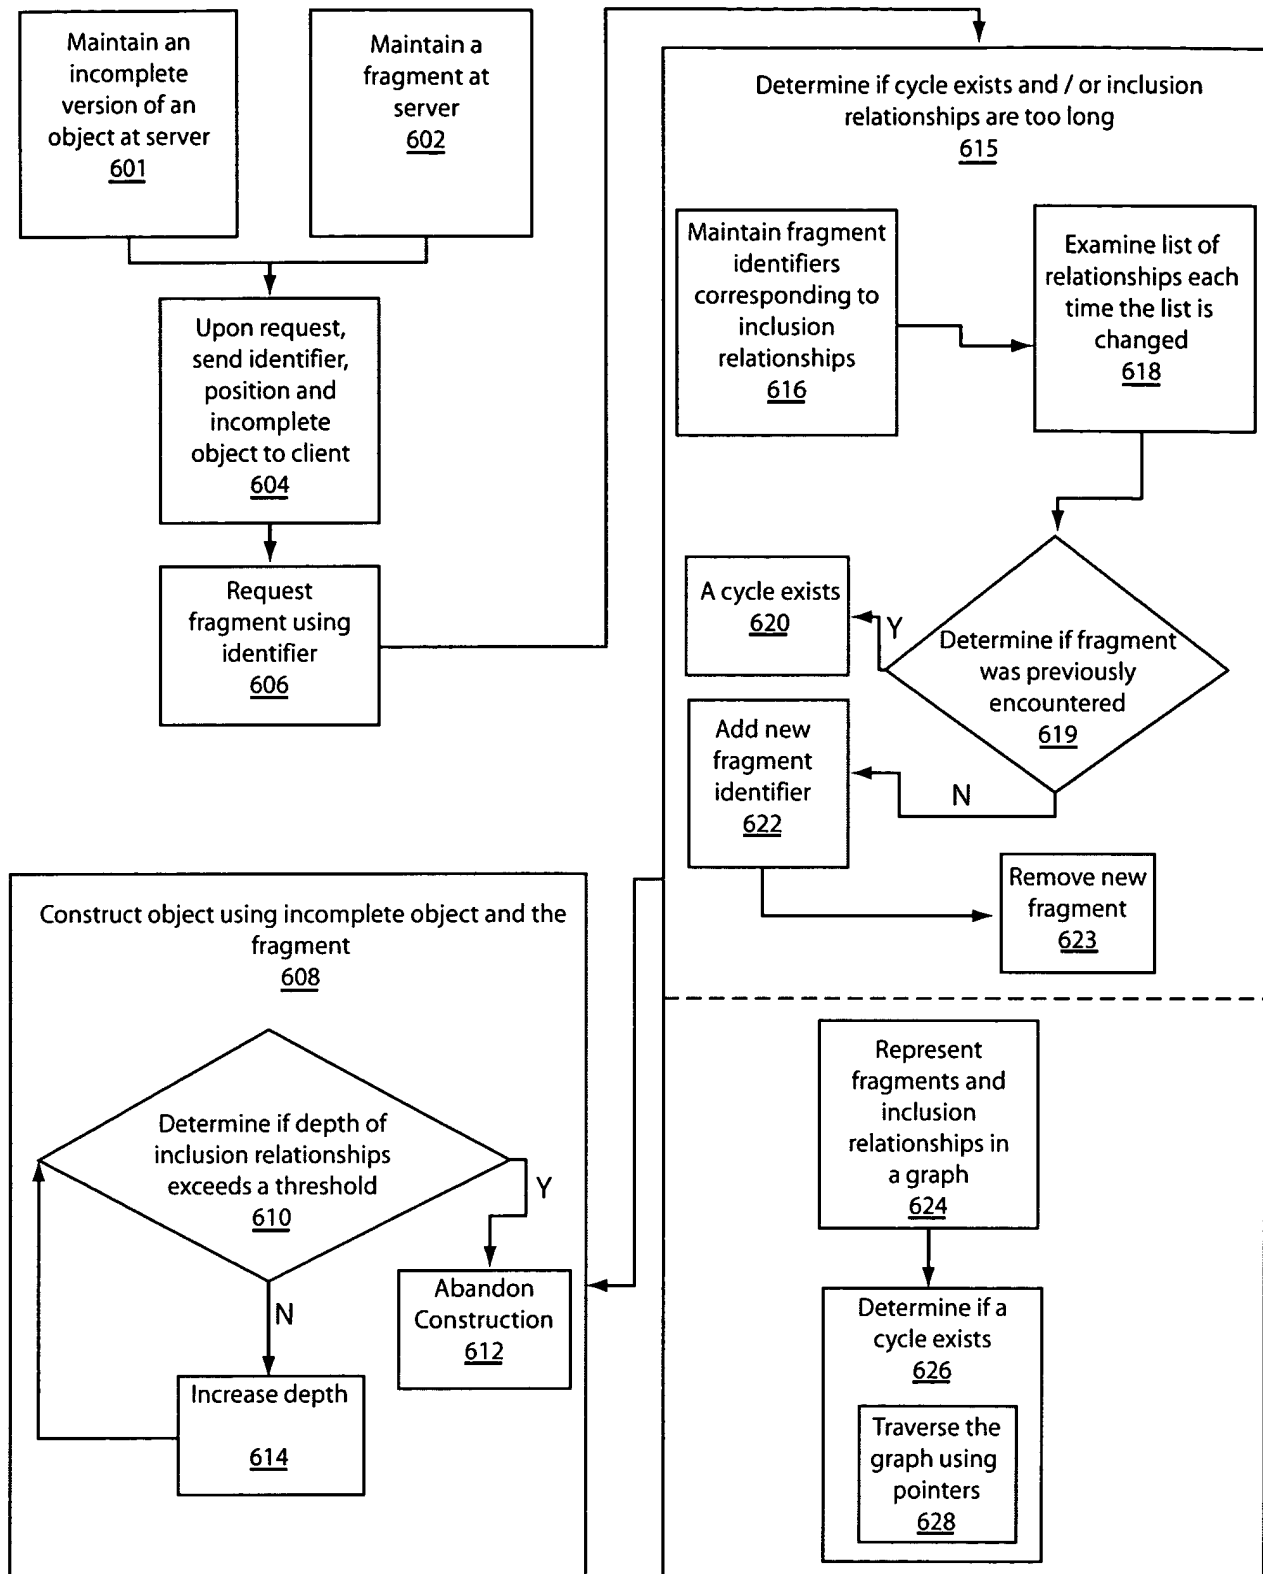 Maintain an
incomplete
version of an
object at server
601
Maintain a
fragment at
server
602
Upon request,
send identifier,
position and
incomplete
object to client
604
Request
fragment using
identifier
606
Determine if cycle exists and / or inclusion
relationships are too long
615
Maintain fragment
identifiers
corresponding to
inclusion
relationships
616
Examine list of
relationships each
time the list is
changed
618
Determine if fragment
was previously
encountered
619
Y
A cycle exists
620
N
Add new
fragment
identifier
622
Remove new
fragment
623
Represent
fragments and
inclusion
relationships in
a graph
624
Determine if a
cycle exists
626
Traverse the
graph using
pointers
628
Construct object using incomplete object and the
fragment
608
Determine if depth of
inclusion relationships
exceeds a threshold
610
Y
Abandon
Construction
612
N
Increase depth
614